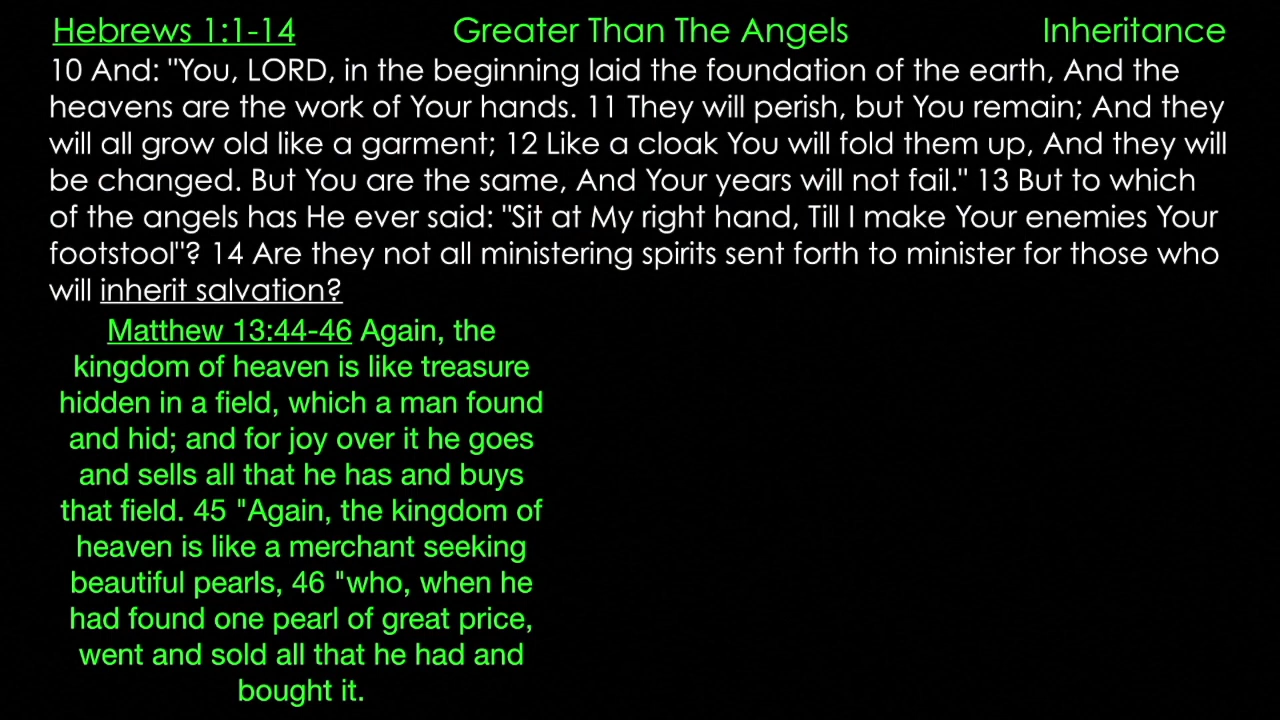 Hebrews 1:1-14 Greater Than The Angels Inheritance
10 And: "You, LORD, in the beginning laid the foundation of the earth, And the
heavens are the work of Your hands. 11 They will perish, but You remain; And they
will all grow old like a garment; 12 Like a cloak You will fold them up, And they will
be changed. But You are the same, And Your years will not fail." 13 But to which
of the angels has He ever said: "Sit at My right hand, Till I make Your enemies Your
footstool"? 14 Are they not all ministering spirits sent forth to minister for those who
will inherit salvation?
Matthew 13:44-46 Again, the
kingdom of heaven is like treasure
hidden in a field, which a man found
and hid; and for joy over it he goes
and sells all that he has and buys
that field. 45 "Again, the kingdom of
heaven is like a merchant seeking
beautiful pearls, 46 "who, when he
had found one pearl of great price,
went and sold all that he had and
bought it.